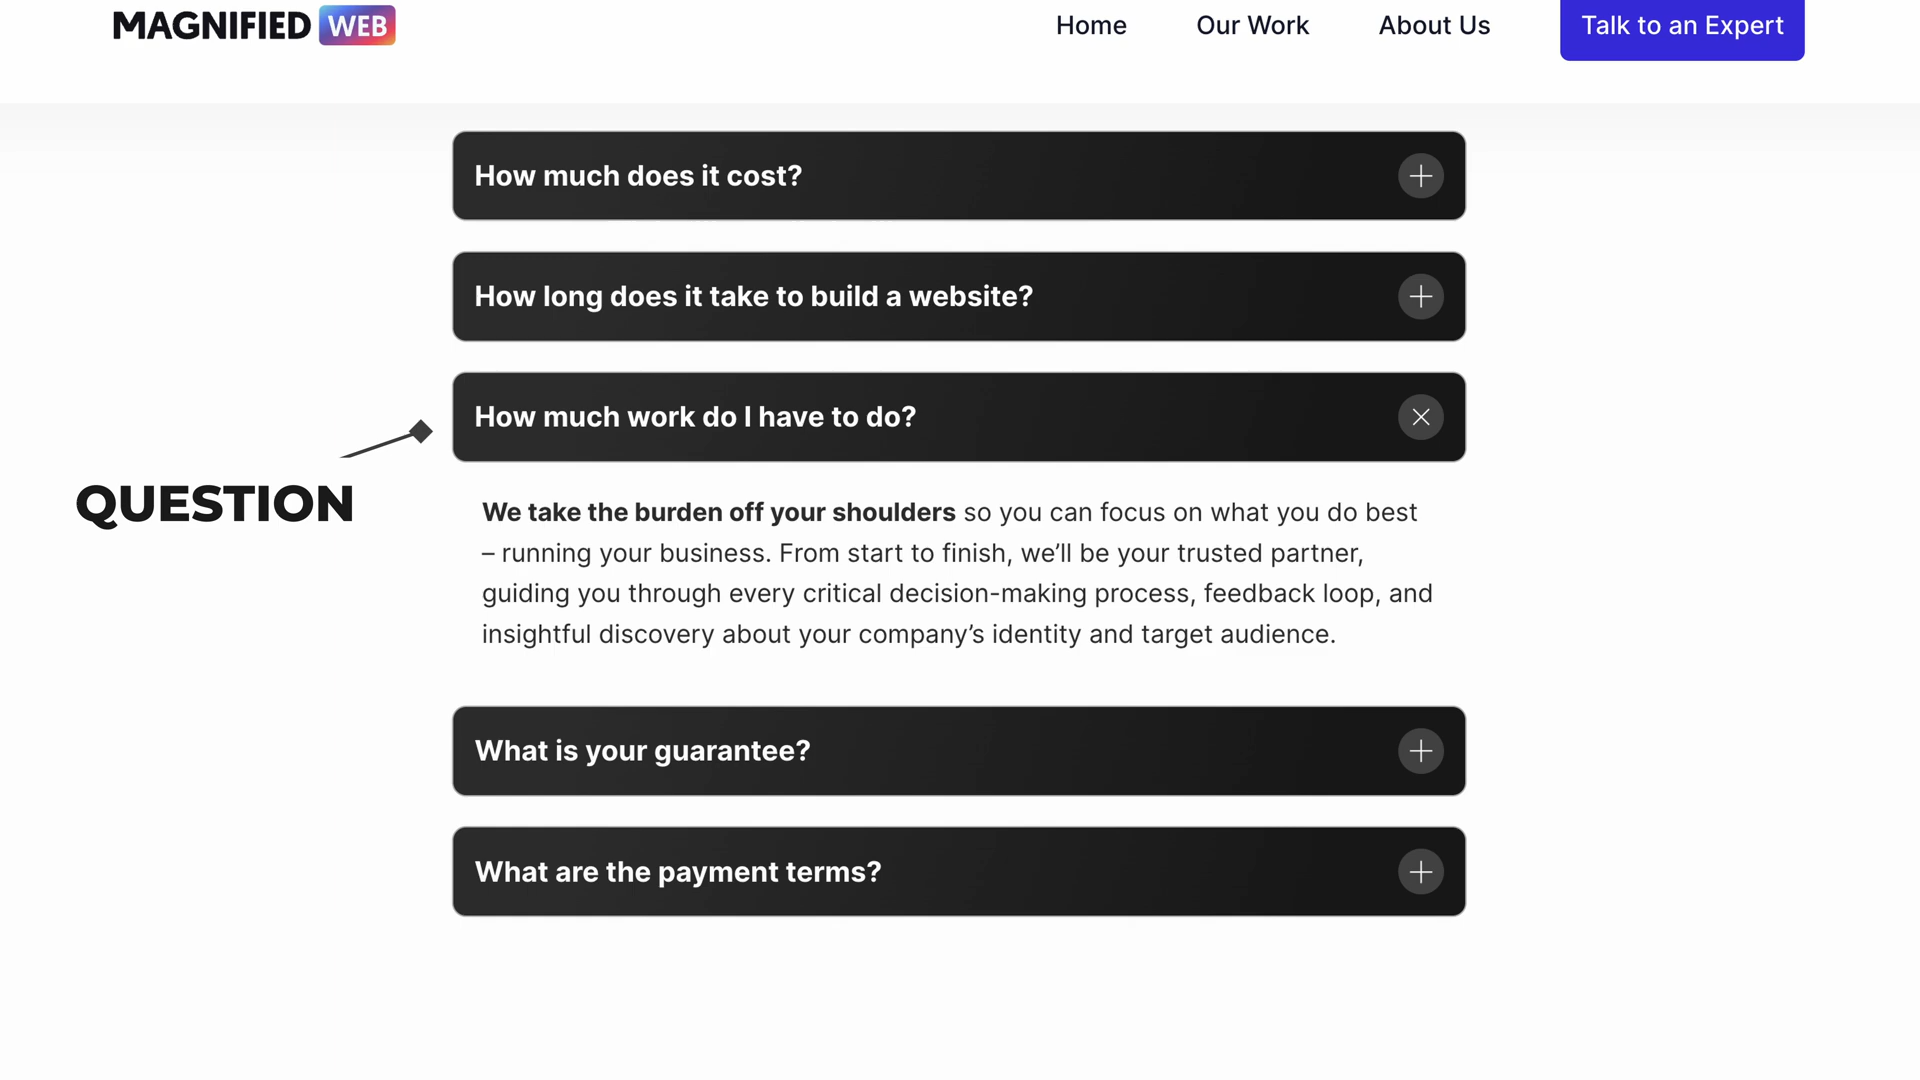 MAGNIFIED WEB
Home
Our Work
About Us
Talk to an Expert
How much does it cost?
How long does it take to build a website?
How much work do I have to do?
QUESTION
We take the burden off your shoulders so you can focus on what you do best
– running your business. From start to finish, we’ll be your trusted partner,
guiding you through every critical decision-making process, feedback loop, and
insightful discovery about your company’s identity and target audience.
What is your guarantee?
What are the payment terms?